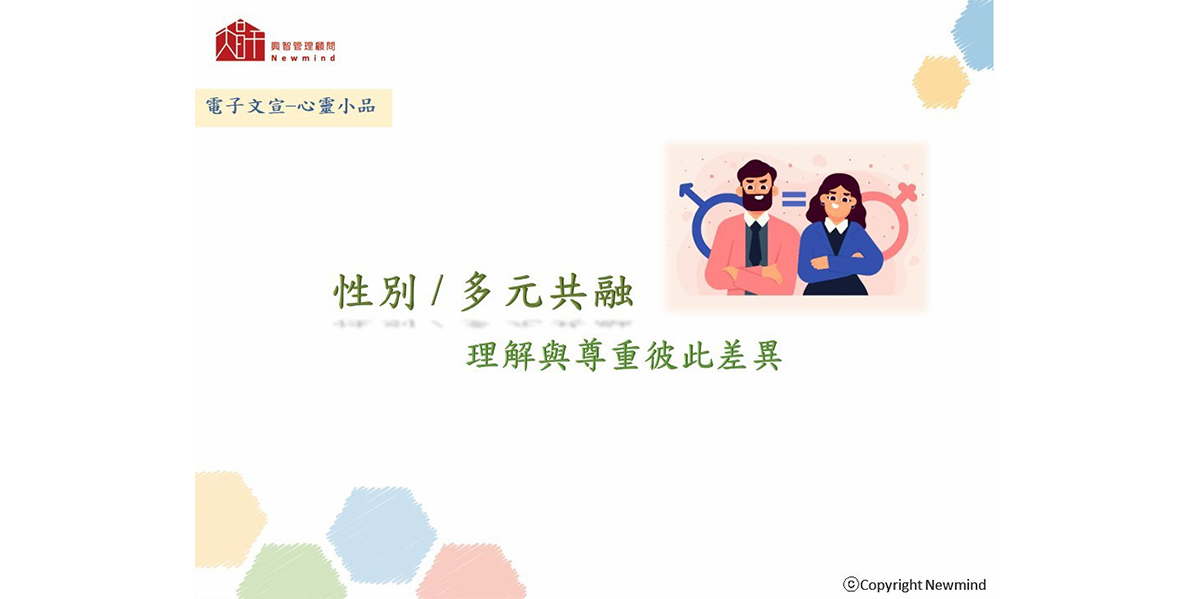 興智管理顧問
Newmind
電子文宣–心靈小品
性別 / 多元共融
理解與尊重彼此差異
ⓒCopyright Newmind